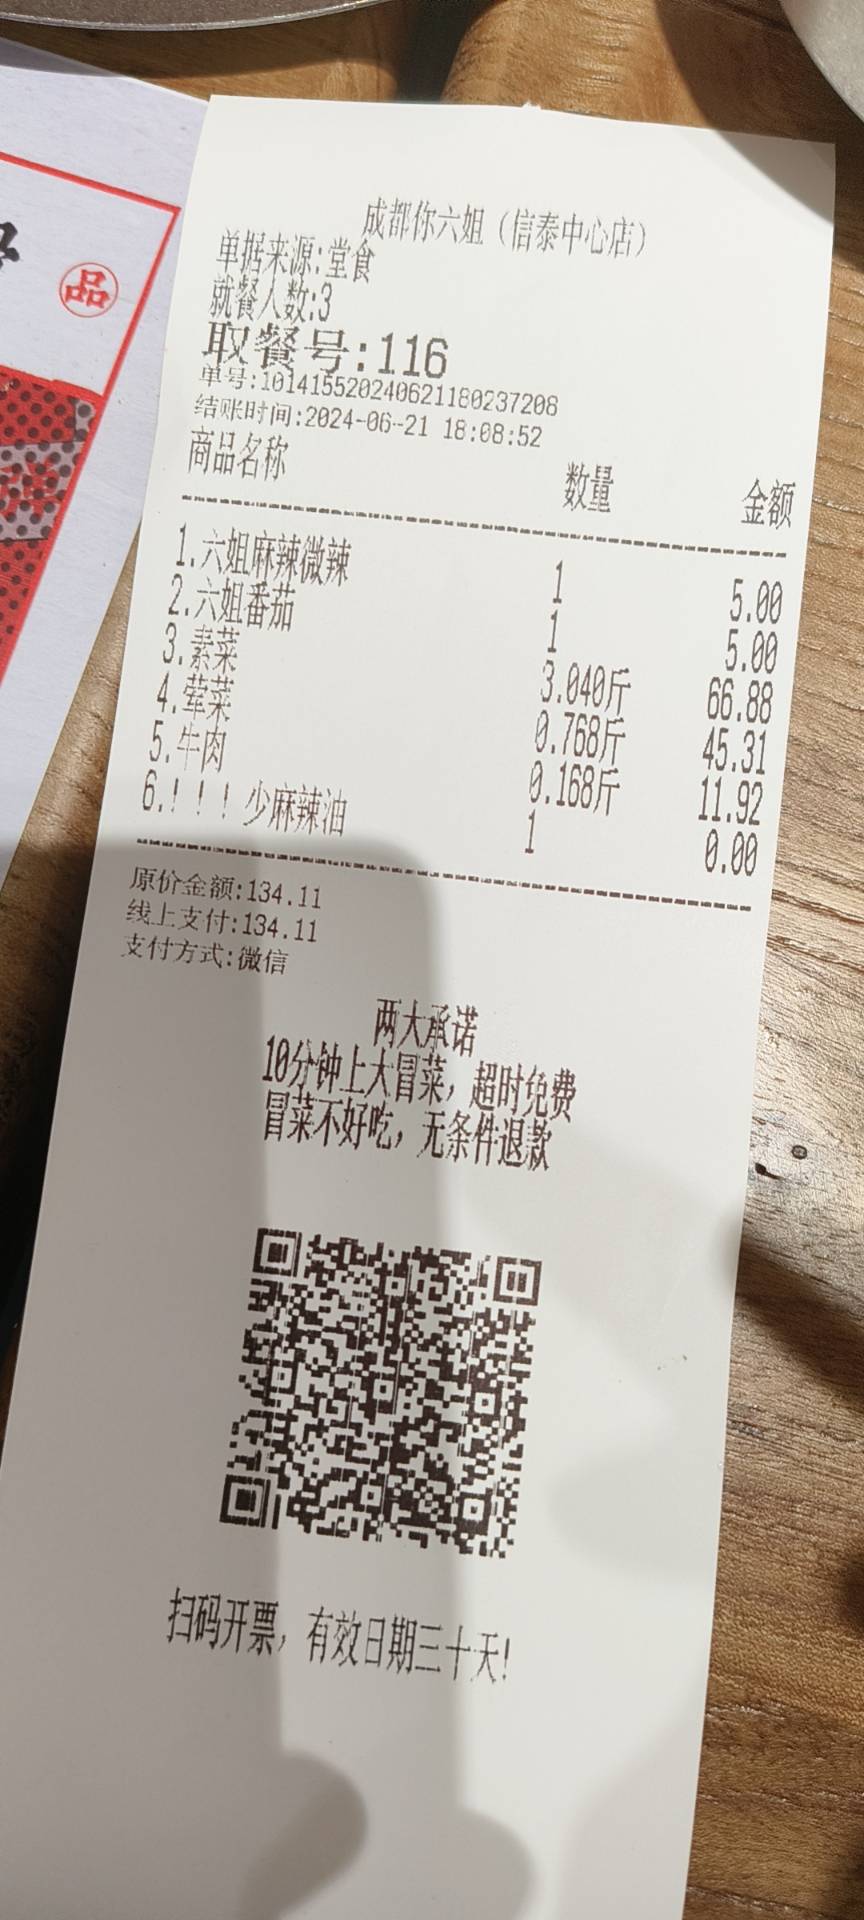 品
成都你六姐（信泰中心店）
单据来源:堂食
就餐人数:3
取餐号:116
单号:101415520240621180237208
结账时间:2024-06-21 18:08:52
商品名称 数量 金额
1.六姐麻辣微辣 1 5.00
2.六姐番茄 1 5.00
3.素菜 3.040斤 66.88
4.荤菜 0.768斤 45.31
5.牛肉 0.168斤 11.92
6.！！！少麻辣油 1 0.00
原价金额:134.11
线上支付:134.11
支付方式:微信
两大承诺
10分钟上大冒菜，超时免费
冒菜不好吃，无条件退款
扫码开票，有效日期三十天!